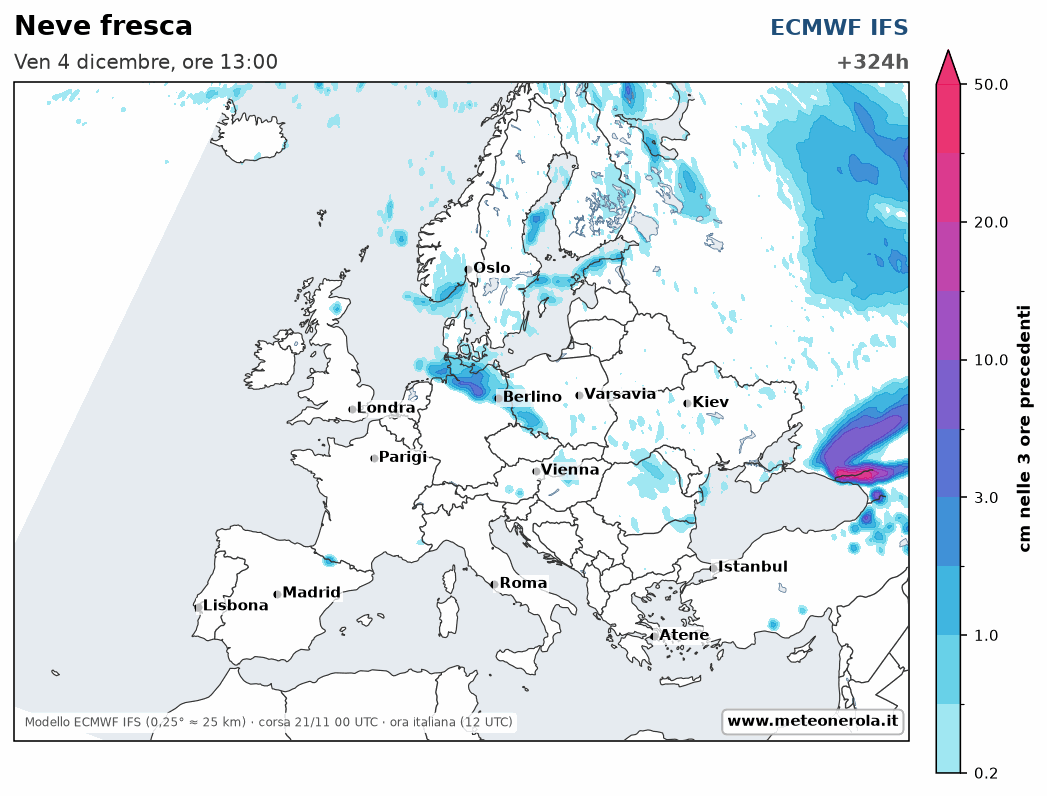 Neve fresca
ECMWF IFS
Ven 4 dicembre, ore 13:00
+324h
50.0
20.0
10.0
3.0
1.0
0.2
cm nelle 3 ore precedenti
Oslo
Berlino
Varsavia
Kiev
Londra
Parigi
Vienna
Istanbul
Roma
Madrid
Lisbona
Atene
Modello ECMWF IFS (0,25° ≈ 25 km) · corsa 21/11 00 UTC · ora italiana (12 UTC)
www.meteonerola.it